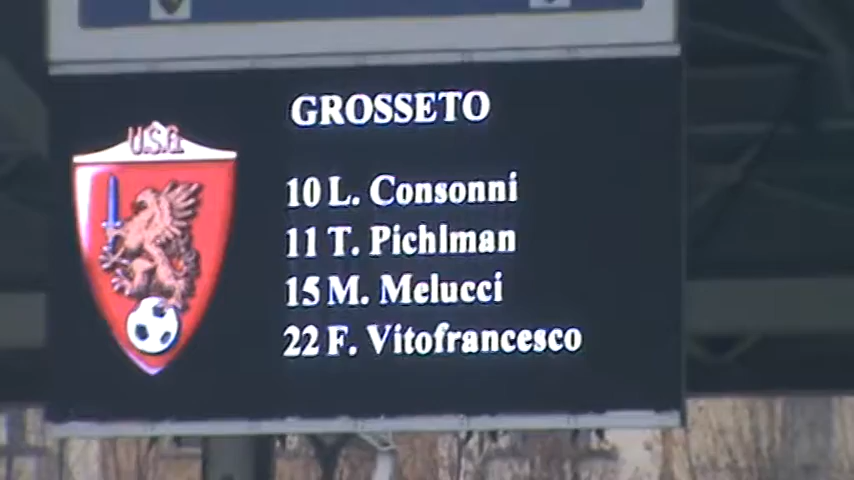 GROSSETO
U.S.G.
10 L. Consonni
11 T. Pichlman
15 M. Melucci
22 F. Vitofrancesco